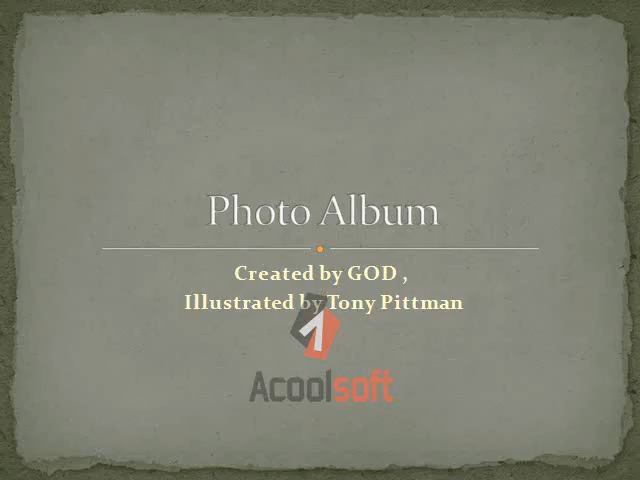 Photo Album
Created by GOD ,
Illustrated by Tony Pittman
Acoolsoft